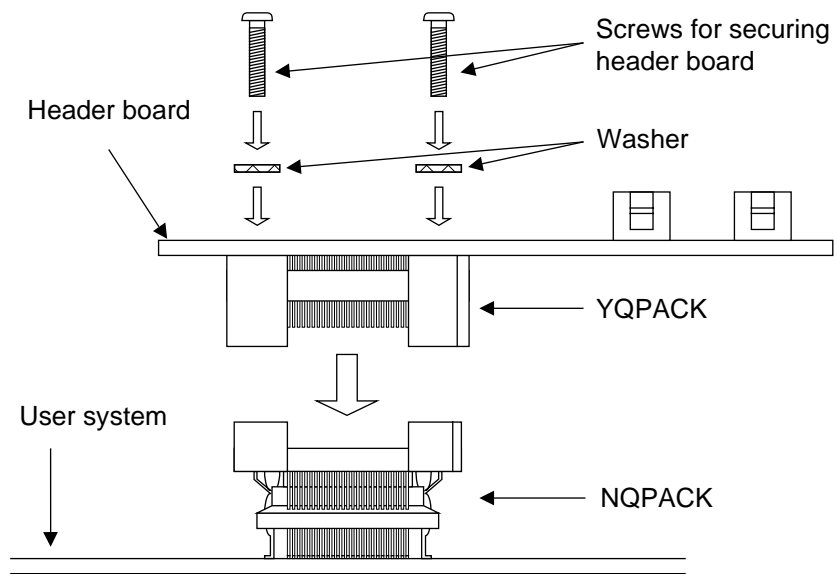 Screws for securing
header board
Header board
Washer
YQPACK
User system
NQPACK